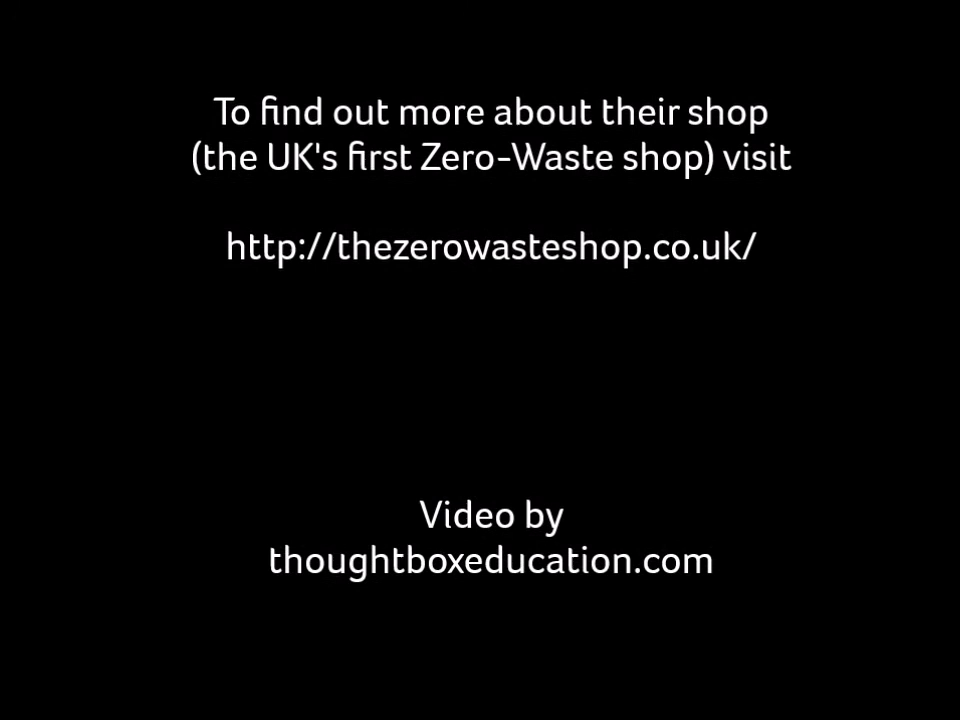 To find out more about their shop
(the UK's first Zero-Waste shop) visit
http://thezerowasteshop.co.uk/
Video by
thoughtboxeducation.com